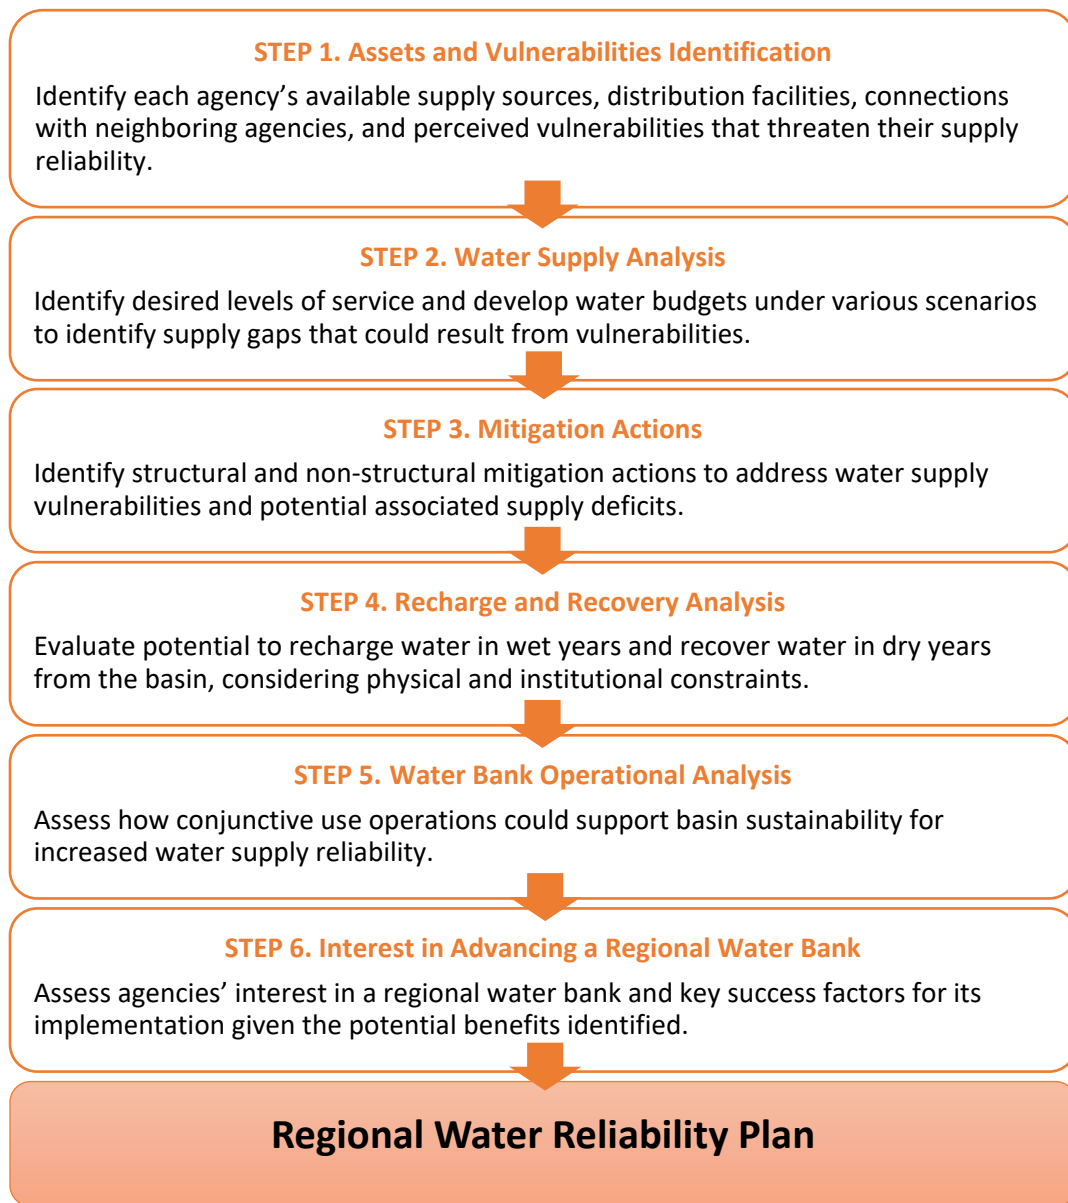 STEP 1. Assets and Vulnerabilities Identification
Identify each agency’s available supply sources, distribution facilities, connections
with neighboring agencies, and perceived vulnerabilities that threaten their supply
reliability.
STEP 2. Water Supply Analysis
Identify desired levels of service and develop water budgets under various scenarios
to identify supply gaps that could result from vulnerabilities.
STEP 3. Mitigation Actions
Identify structural and non-structural mitigation actions to address water supply
vulnerabilities and potential associated supply deficits.
STEP 4. Recharge and Recovery Analysis
Evaluate potential to recharge water in wet years and recover water in dry years
from the basin, considering physical and institutional constraints.
STEP 5. Water Bank Operational Analysis
Assess how conjunctive use operations could support basin sustainability for
increased water supply reliability.
STEP 6. Interest in Advancing a Regional Water Bank
Assess agencies’ interest in a regional water bank and key success factors for its
implementation given the potential benefits identified.
Regional Water Reliability Plan